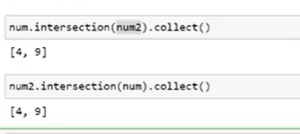 num.intersection(num2).collect()
[4, 9]
num2.intersection(num).collect()
[4, 9]